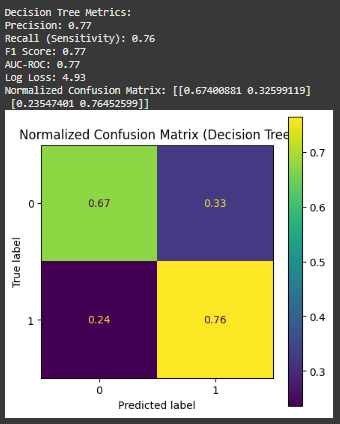 Decision Tree Metrics:
Precision: 0.77
Recall (Sensitivity): 0.76
F1 Score: 0.77
AUC-ROC: 0.77
Log Loss: 4.93
Normalized Confusion Matrix: [[0.67400881 0.32599119]
[0.23547401 0.76452599]]
Normalized Confusion Matrix (Decision Tree
0.7
0
0.67
0.33
0.6
True label
0.5
0.4
1
0.24
0.76
0.3
0
1
Predicted label